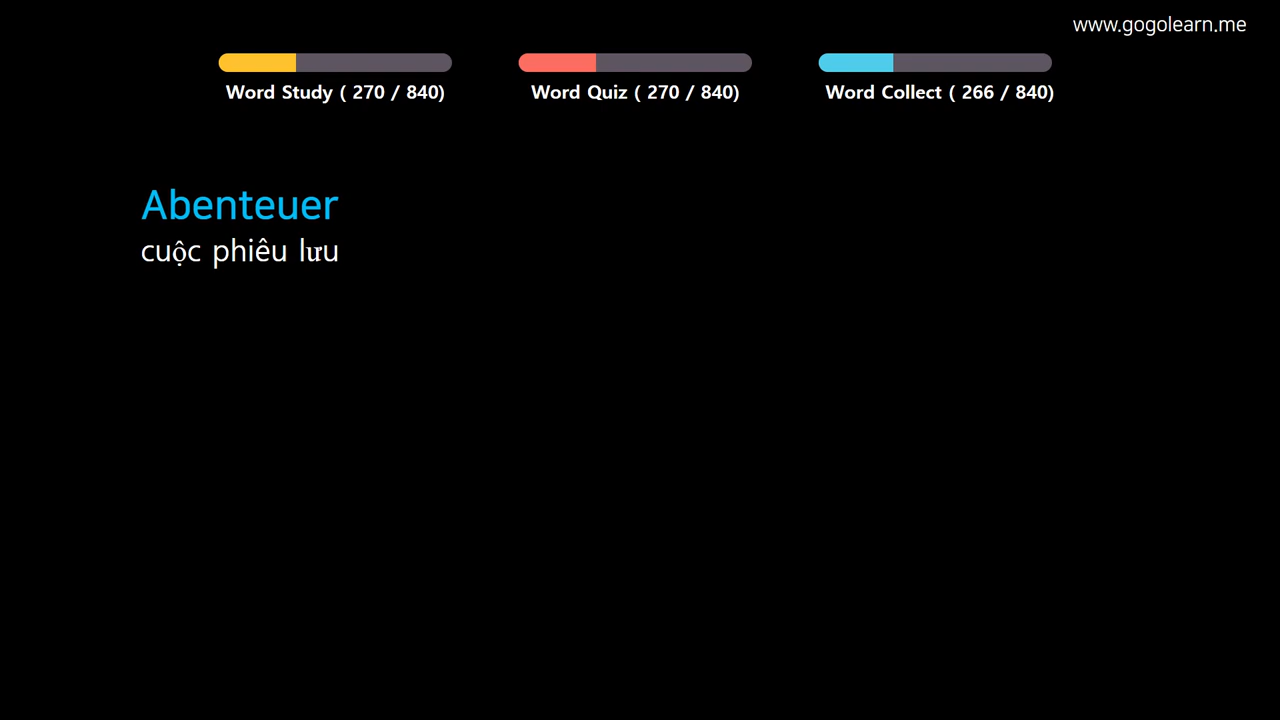 www.gogolearn.me
Word Study ( 270 / 840)
Word Quiz ( 270 / 840)
Word Collect ( 266 / 840)
Abenteuer
cuộc phiêu lưu